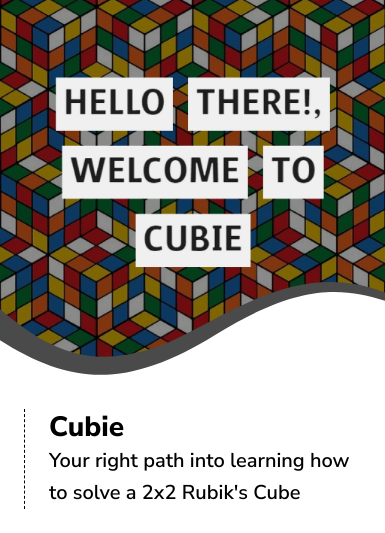 HELLO THERE!,
WELCOME TO
CUBIE
Cubie
Your right path into learning how
to solve a 2x2 Rubik's Cube